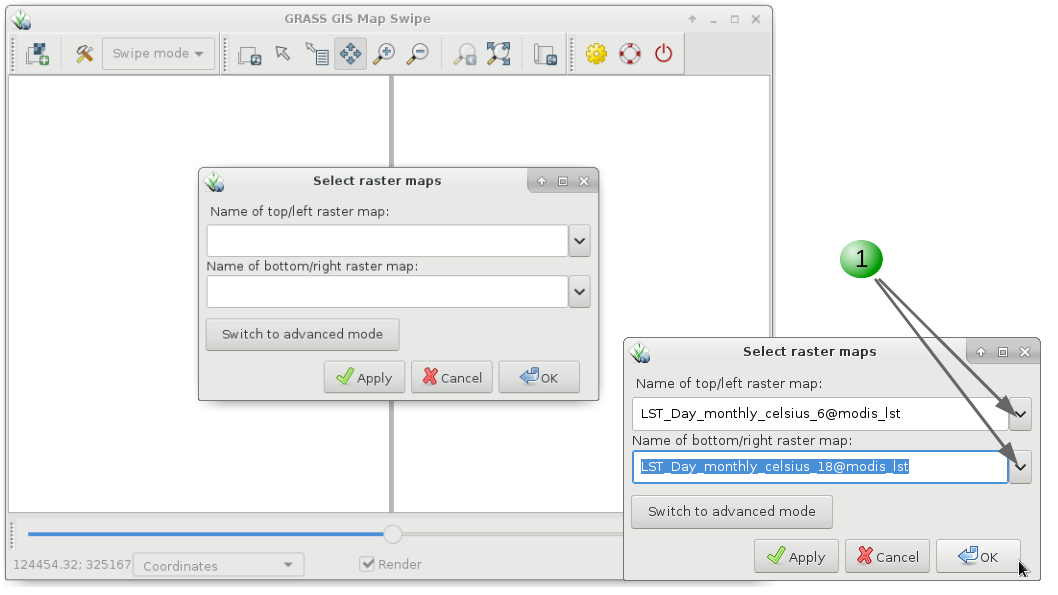 GRASS GIS Map Swipe
Swipe mode
Select raster maps
Name of top/left raster map:
Name of bottom/right raster map:
Switch to advanced mode
Apply Cancel OK
1
Select raster maps
Name of top/left raster map:
LST_Day_monthly_celsius_6@modis_lst
Name of bottom/right raster map:
LST_Day_monthly_celsius_18@modis_lst
Switch to advanced mode
Apply Cancel OK
124454.32; 325167 Coordinates Render